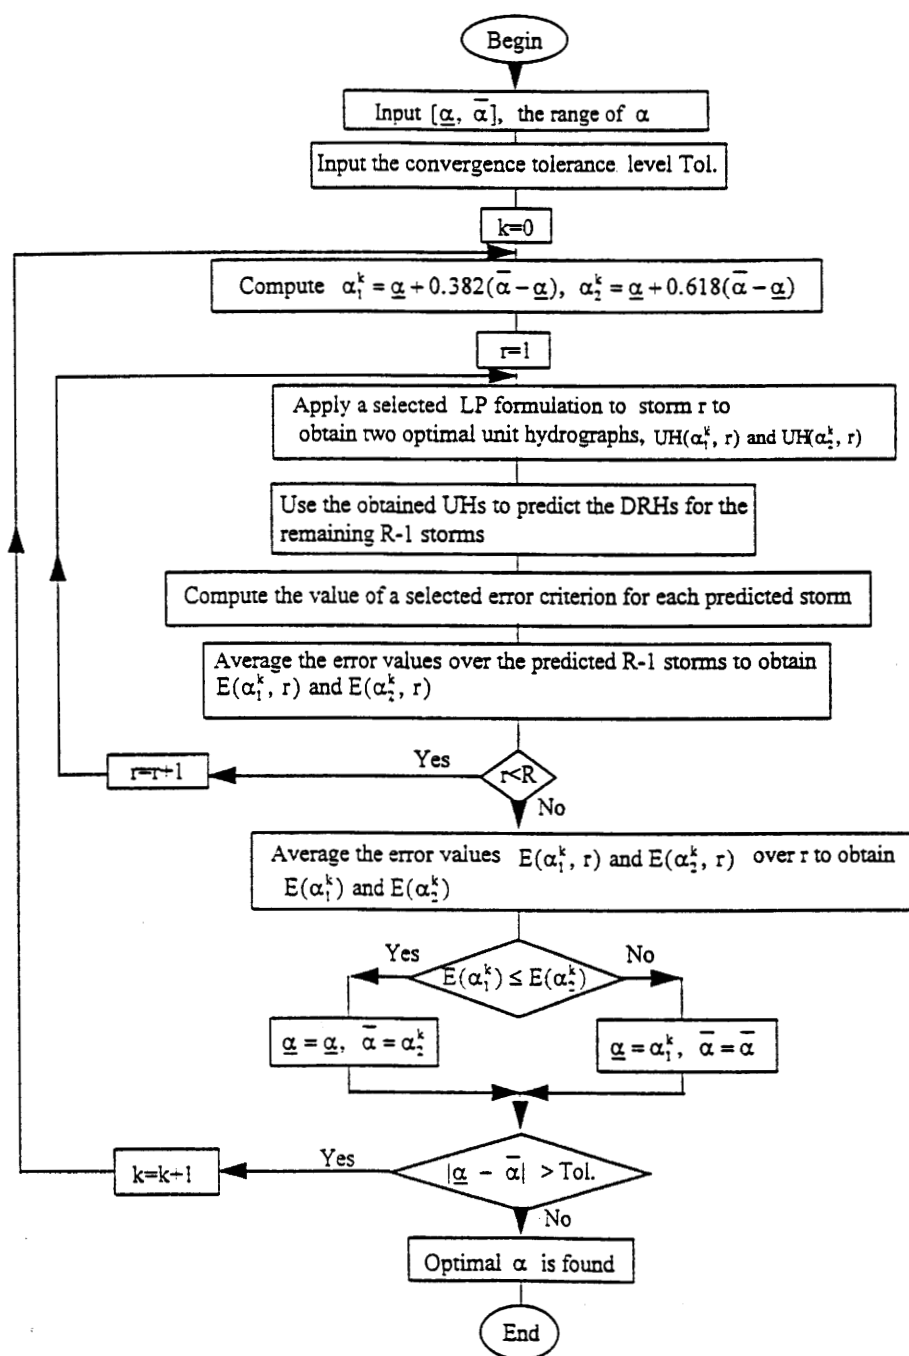 Begin
Input [α̲, ᾱ], the range of α
Input the convergence tolerance level Tol.
k=0
Compute α₁ᵏ = α̲ + 0.382(ᾱ − α̲), α₂ᵏ = α̲ + 0.618(ᾱ − α̲)
r=1
Apply a selected LP formulation to storm r to
obtain two optimal unit hydrographs, UH(α₁ᵏ, r) and UH(α₂ᵏ, r)
Use the obtained UHs to predict the DRHs for the
remaining R-1 storms
Compute the value of a selected error criterion for each predicted storm
Average the error values over the predicted R-1 storms to obtain
E(α₁ᵏ, r) and E(α₂ᵏ, r)
Yes
r=r+1
r<R
No
Average the error values E(α₁ᵏ, r) and E(α₂ᵏ, r) over r to obtain
E(α₁ᵏ) and E(α₂ᵏ)
Yes
No
E(α₁ᵏ) ≤ E(α₂ᵏ)
α̲ = α̲, ᾱ = α₂ᵏ
α̲ = α₁ᵏ, ᾱ = ᾱ
Yes
k=k+1
|α̲ − ᾱ| > Tol.
No
Optimal α is found
End